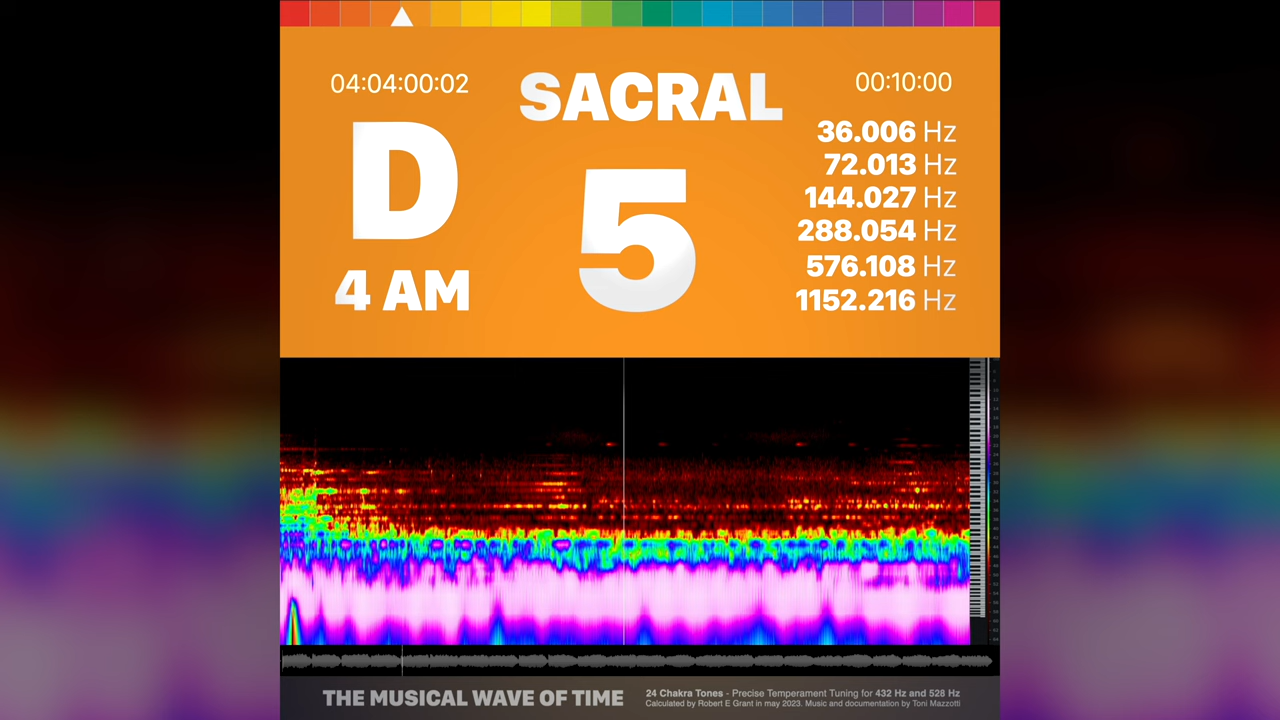 04:04:00:02
SACRAL
00:10:00
D
4 AM
5
36.006 Hz
72.013 Hz
144.027 Hz
288.054 Hz
576.108 Hz
1152.216 Hz
THE MUSICAL WAVE OF TIME
24 Chakra Tones - Precise Temperament Tuning for 432 Hz and 528 Hz
Calculated by Robert E Grant in may 2023. Music and documentation by Toni Mazzotti